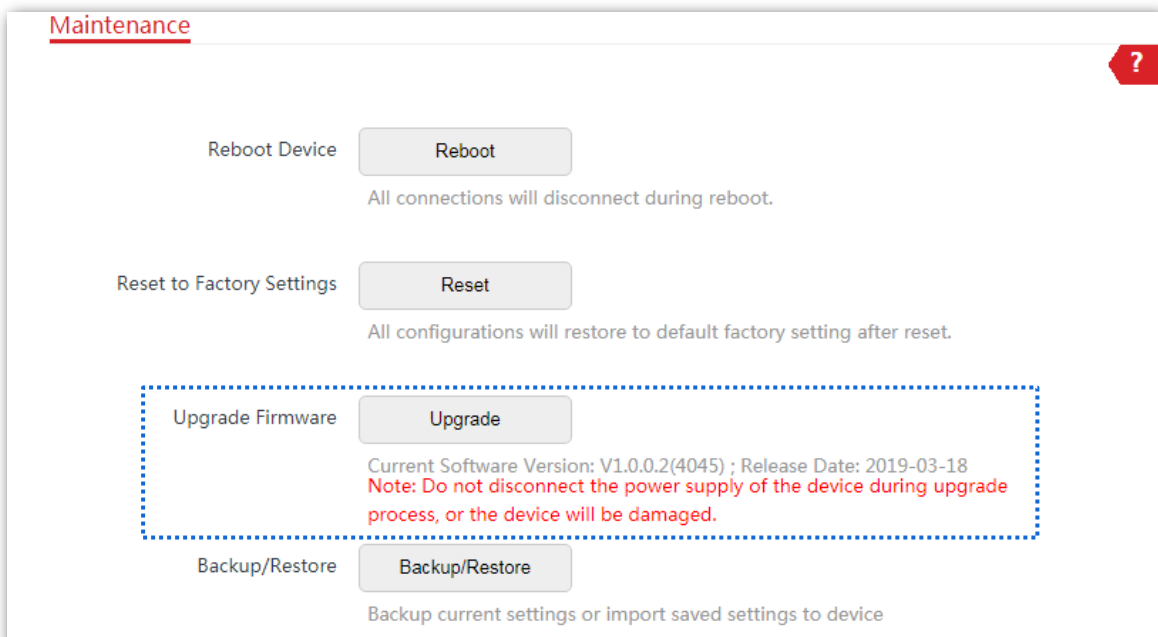 Maintenance
?
Reboot Device Reboot
All connections will disconnect during reboot.
Reset to Factory Settings Reset
All configurations will restore to default factory setting after reset.
Upgrade Firmware Upgrade
Current Software Version: V1.0.0.2(4045) ; Release Date: 2019-03-18
Note: Do not disconnect the power supply of the device during upgrade
process, or the device will be damaged.
Backup/Restore Backup/Restore
Backup current settings or import saved settings to device